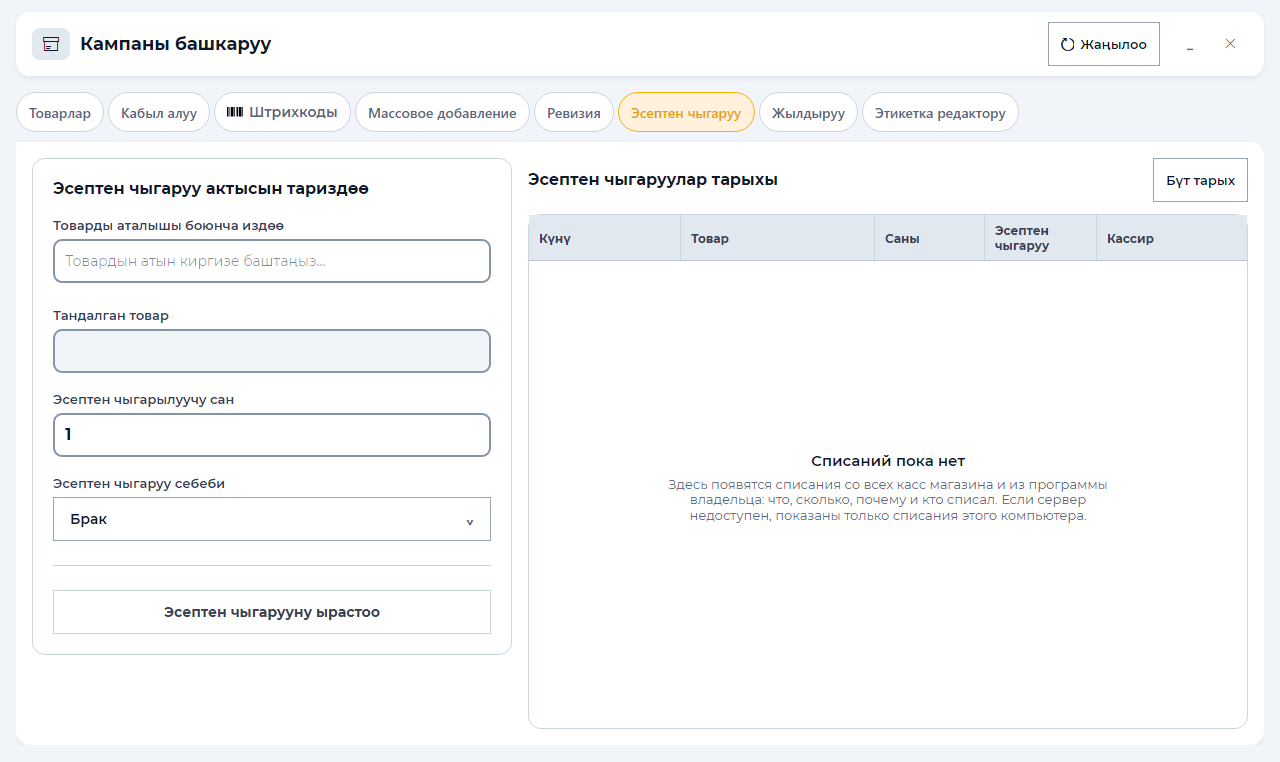 Кампаны башкаруу
Жаңылоо
Товарлар
Кабыл алуу
Штрихкоды
Массовое добавление
Ревизия
Эсептен чыгаруу
Жылдыруу
Этикетка редактору
Эсептен чыгаруу актысын тариздөө
Товарды аталышы боюнча издөө
Товардын атын киргизе баштаңыз...
Тандалган товар
Эсептен чыгарылуучу сан
1
Эсептен чыгаруу себеби
Брак
Эсептен чыгарууну ырастоо
Эсептен чыгаруулар тарыхы
Бүт тарых
Күнү
Товар
Саны
Эсептен
чыгаруу
Кассир
Списаний пока нет
Здесь появятся списания со всех касс магазина и из программы
владельца: что, сколько, почему и кто списал. Если сервер
недоступен, показаны только списания этого компьютера.